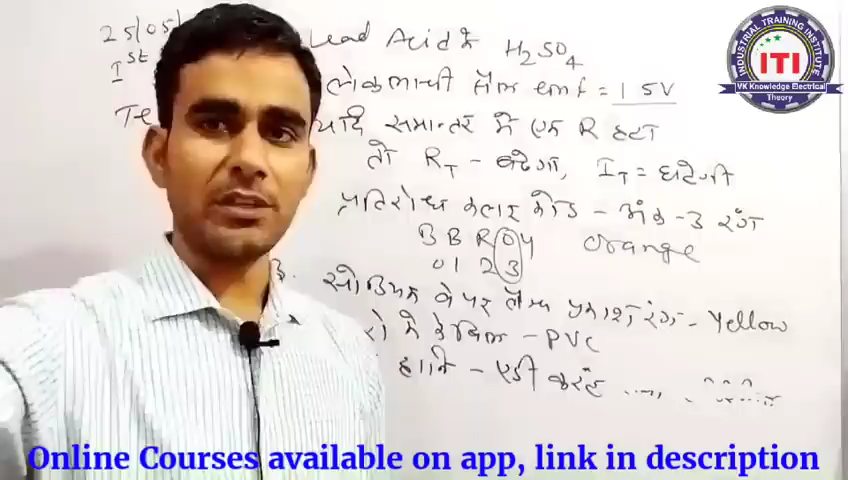 25/05/
Ist
Lead Acid में H2SO4
लेकलांची सैल emf = 1.5V
यदि समान्तर में एक R हटा
तो RT - बढेगा, IT = घटेगी
प्रतिरोध कलर कोड - अंक - 3 रंग
B B R O Y Orange
0 1 2 3
सोडियम वेपर लैम्प प्रकाश रंग - Yellow
में केबिल - PVC
हानि - एडी करंट
INDUSTRIAL TRAINING INSTITUTE
ITI
VK Knowledge Electrical
Theory
Online Courses available on app, link in description